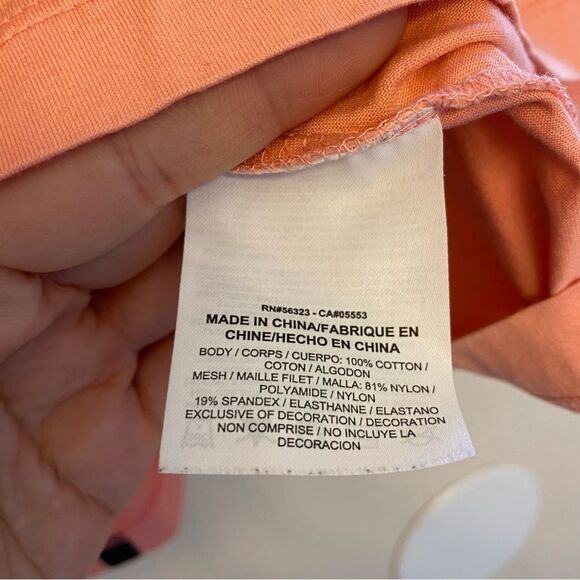 RN#56323 - CA#05553
MADE IN CHINA/FABRIQUE EN
CHINE/HECHO EN CHINA
BODY / CORPS / CUERPO: 100% COTTON /
COTON / ALGODON
MESH / MAILLE FILET / MALLA: 81% NYLON /
POLYAMIDE / NYLON
19% SPANDEX / ELASTHANNE / ELASTANO
EXCLUSIVE OF DECORATION / DECORATION
NON COMPRISE / NO INCLUYE LA
DECORACION